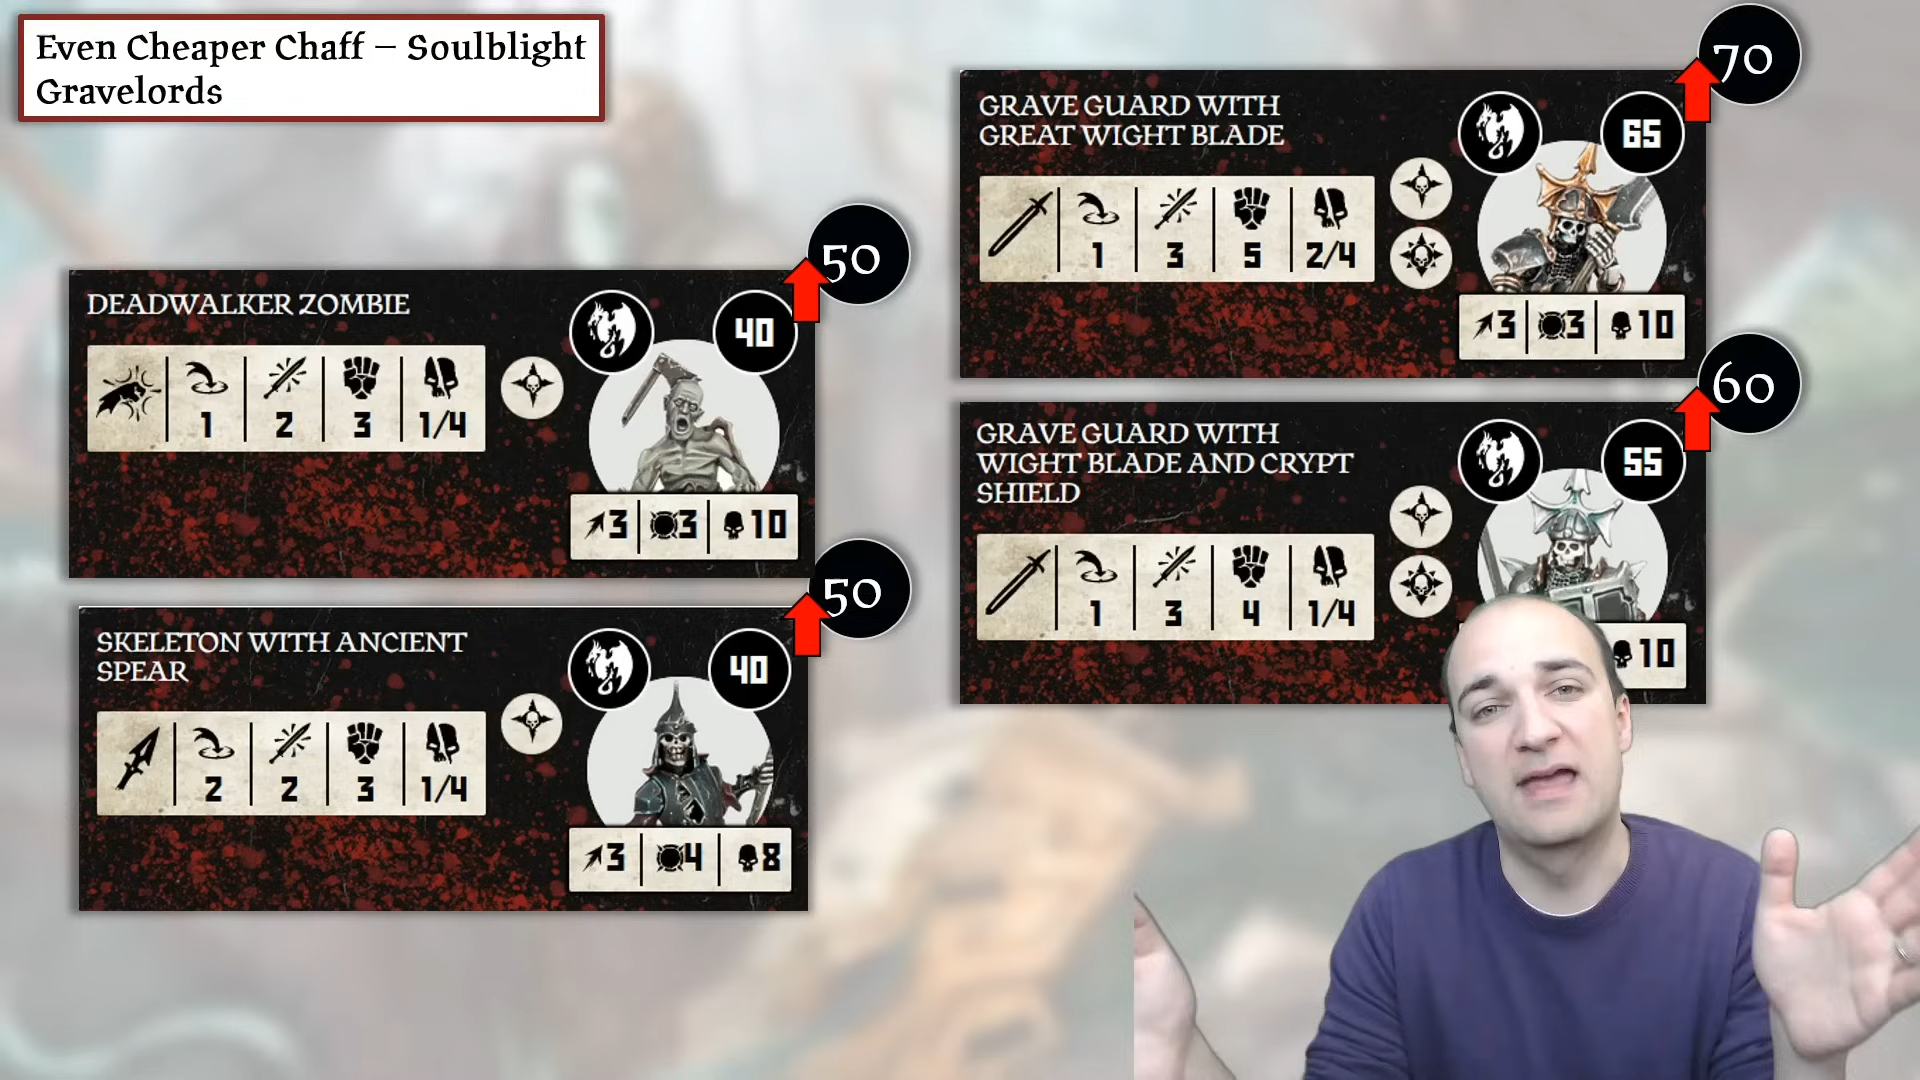 Even Cheaper Chaff – Soulblight
Gravelords
50
DEADWALKER ZOMBIE
40
1 2 3 1/4
3 3 10
50
SKELETON WITH ANCIENT
SPEAR
40
2 2 3 1/4
3 4 8
70
GRAVE GUARD WITH
GREAT WIGHT BLADE
65
1 3 5 2/4
3 3 10
60
GRAVE GUARD WITH
WIGHT BLADE AND CRYPT
SHIELD
55
1 3 4 1/4
10